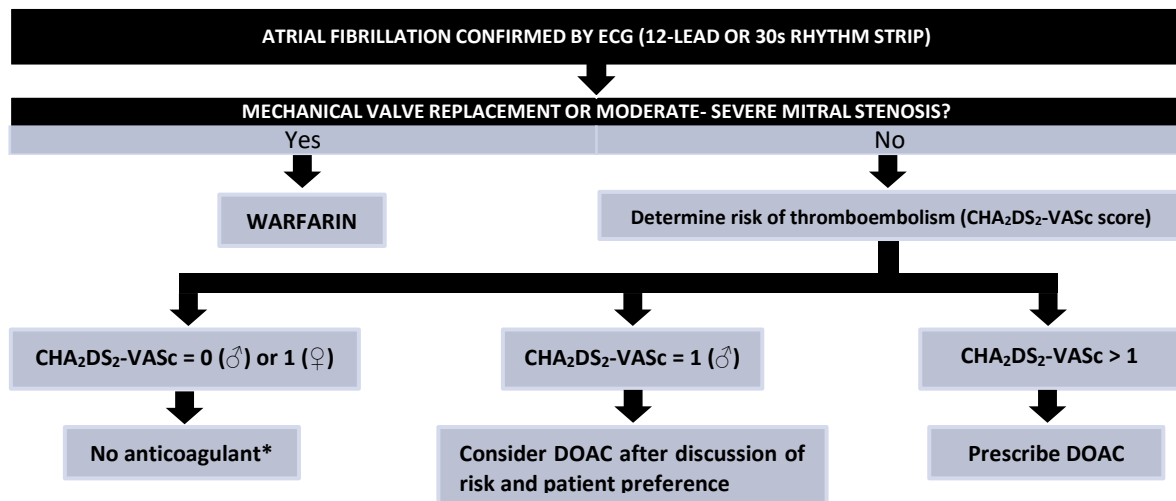 ATRIAL FIBRILLATION CONFIRMED BY ECG (12-LEAD OR 30s RHYTHM STRIP)
MECHANICAL VALVE REPLACEMENT OR MODERATE- SEVERE MITRAL STENOSIS?
Yes
No
WARFARIN
Determine risk of thromboembolism (CHA₂DS₂-VASc score)
CHA₂DS₂-VASc = 0 (♂) or 1 (♀)
CHA₂DS₂-VASc = 1 (♂)
CHA₂DS₂-VASc > 1
No anticoagulant*
Consider DOAC after discussion of
risk and patient preference
Prescribe DOAC